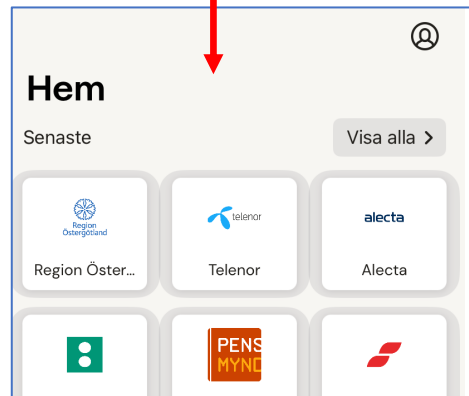 Hem
Senaste
Visa alla
Region
Östergötland
telenor
alecta
Region Öster...
Telenor
Alecta
PENS
MYND